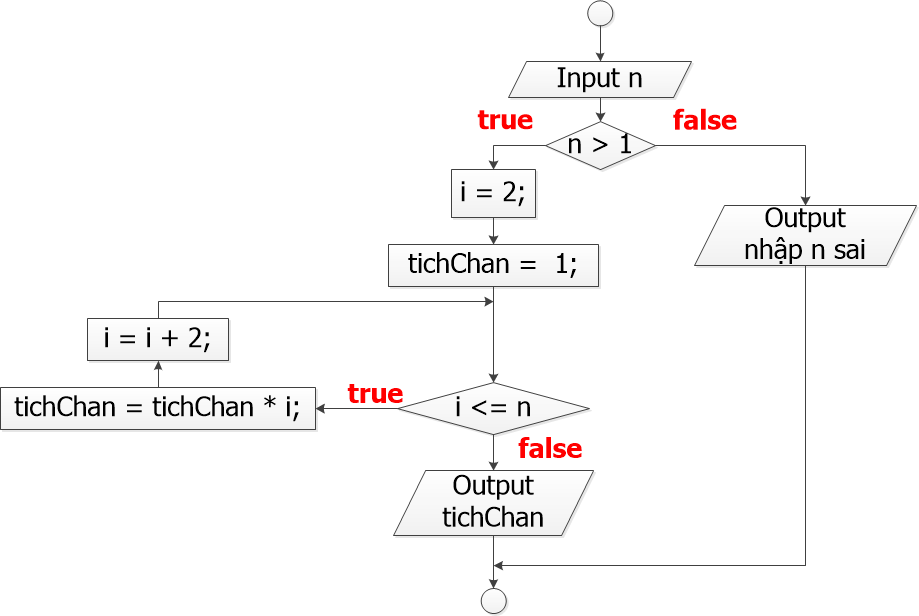 Input n
true
false
n > 1
i = 2;
Output
nhập n sai
tichChan = 1;
i = i + 2;
true
tichChan = tichChan * i;
i <= n
false
Output
tichChan